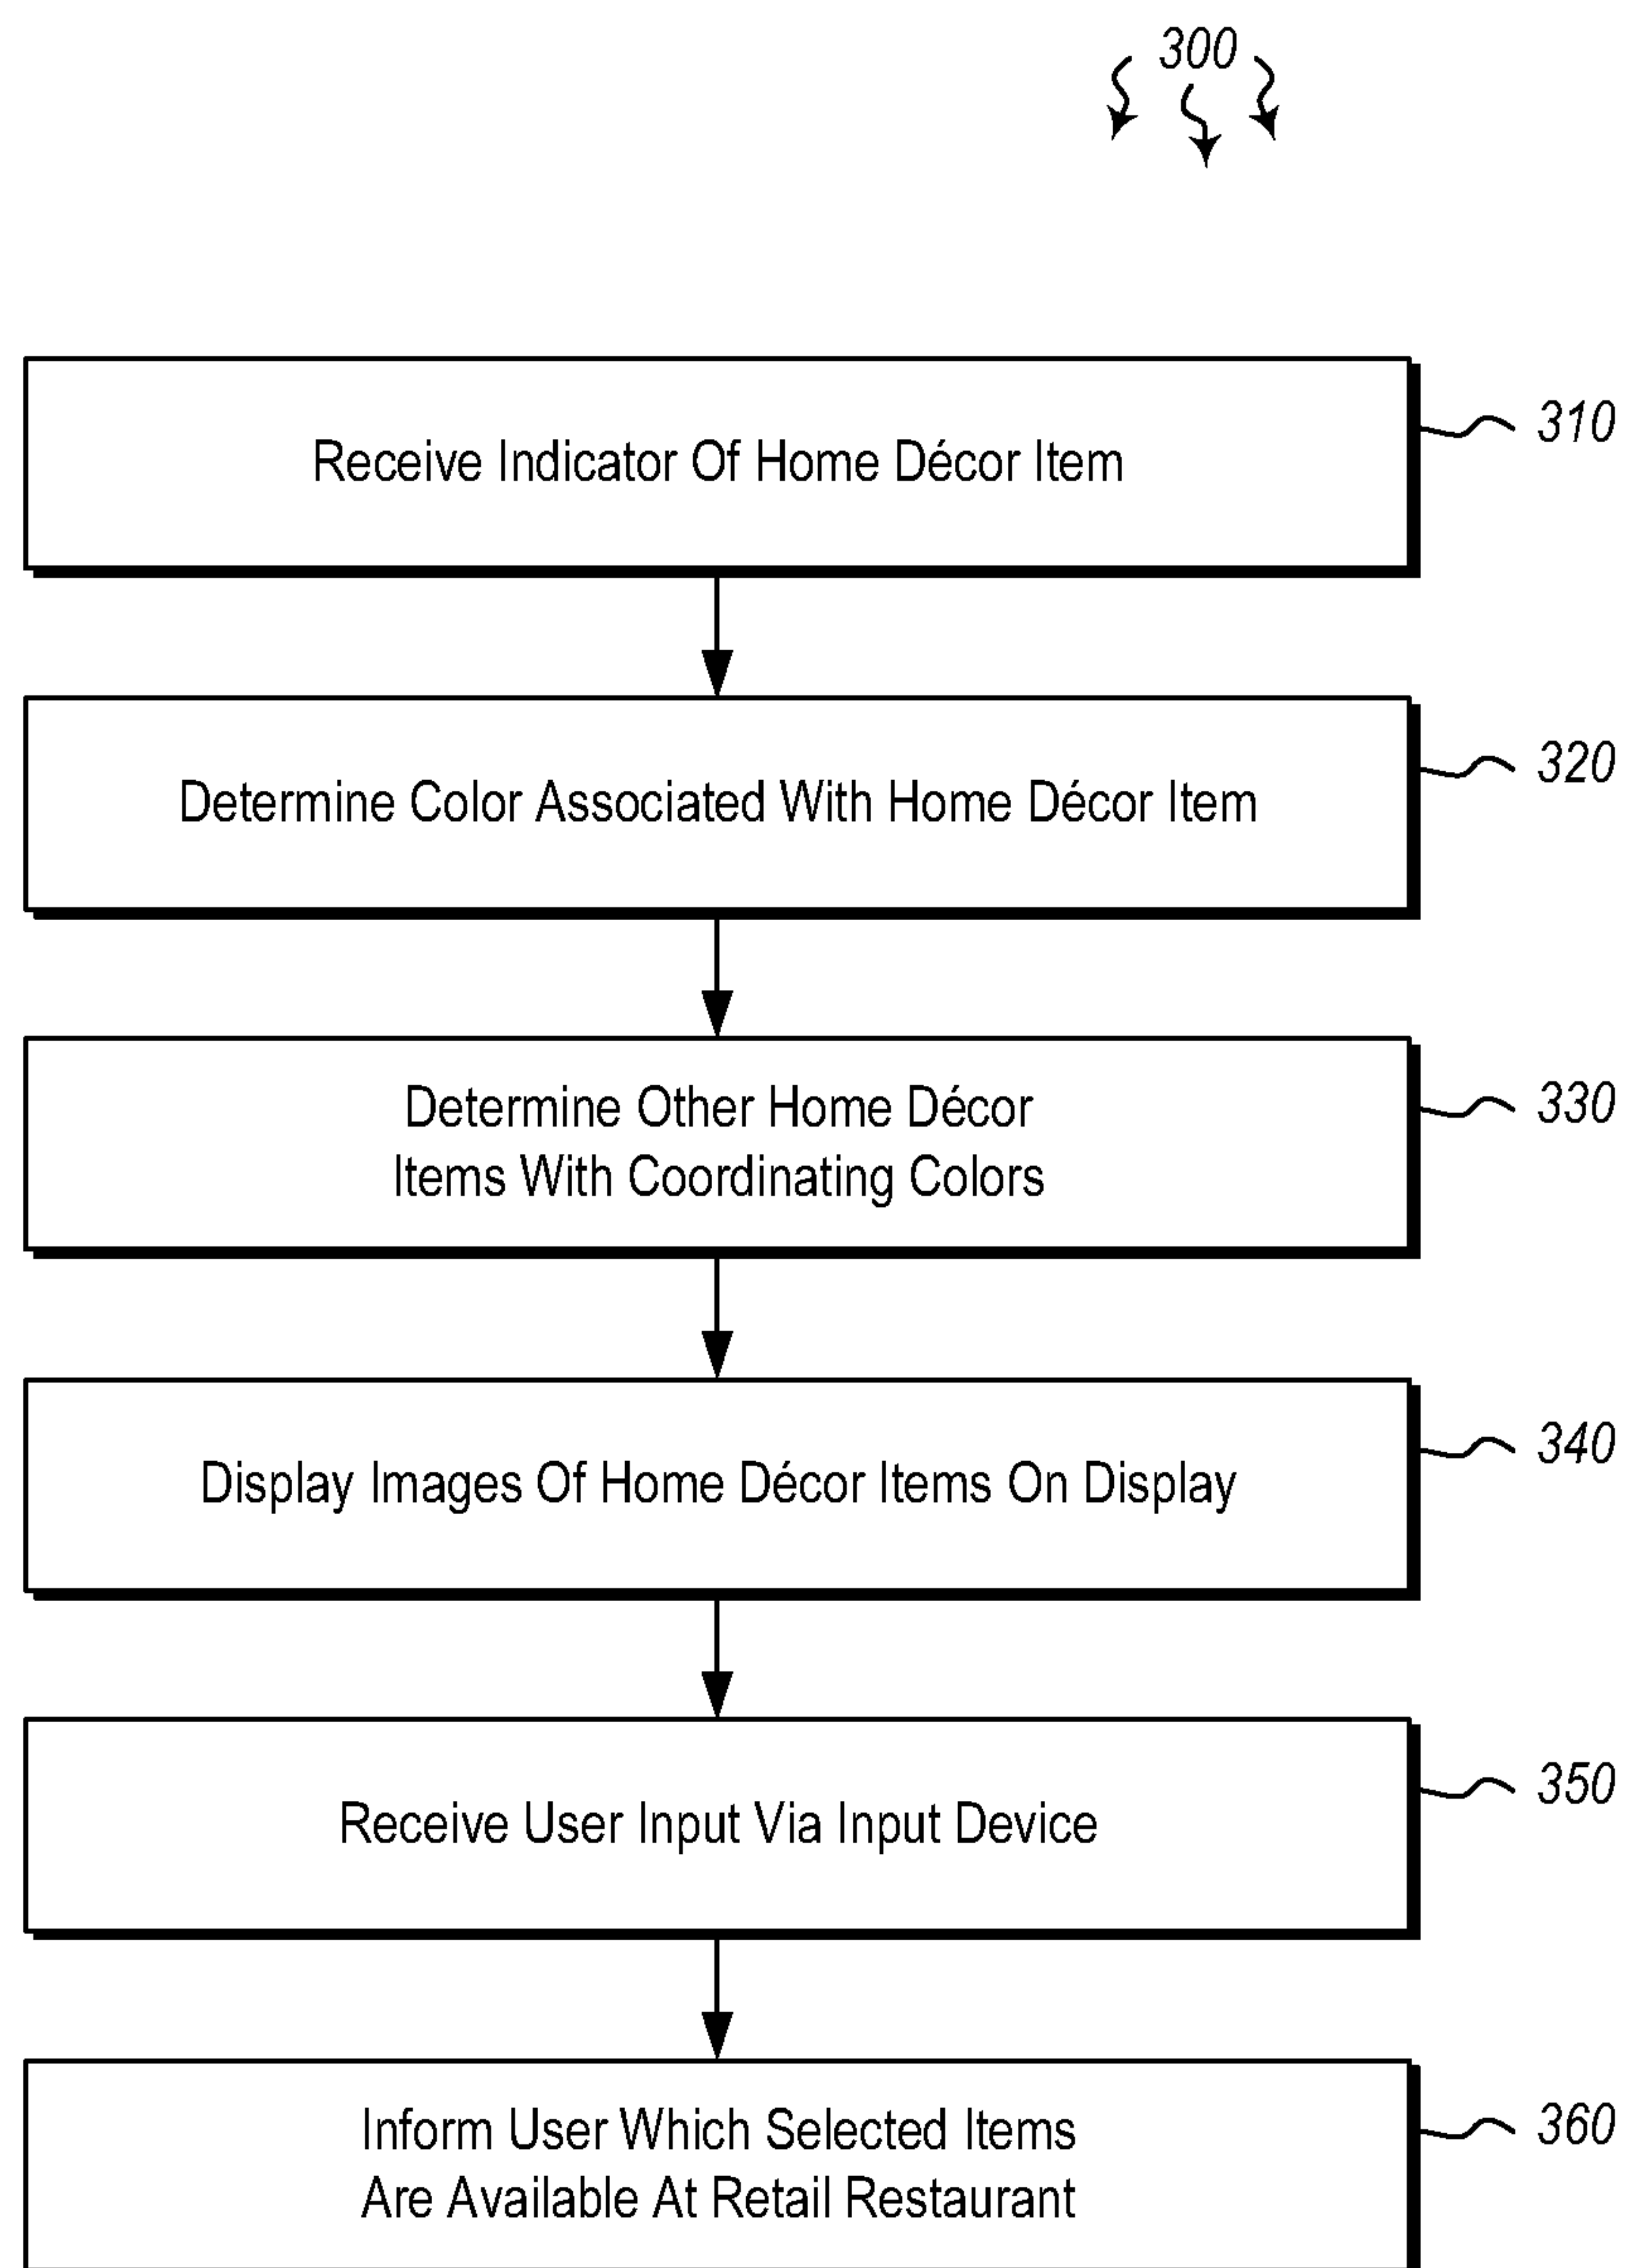 300
Receive Indicator Of Home Décor Item
310
Determine Color Associated With Home Décor Item
320
Determine Other Home Décor
Items With Coordinating Colors
330
Display Images Of Home Décor Items On Display
340
Receive User Input Via Input Device
350
Inform User Which Selected Items
Are Available At Retail Restaurant
360